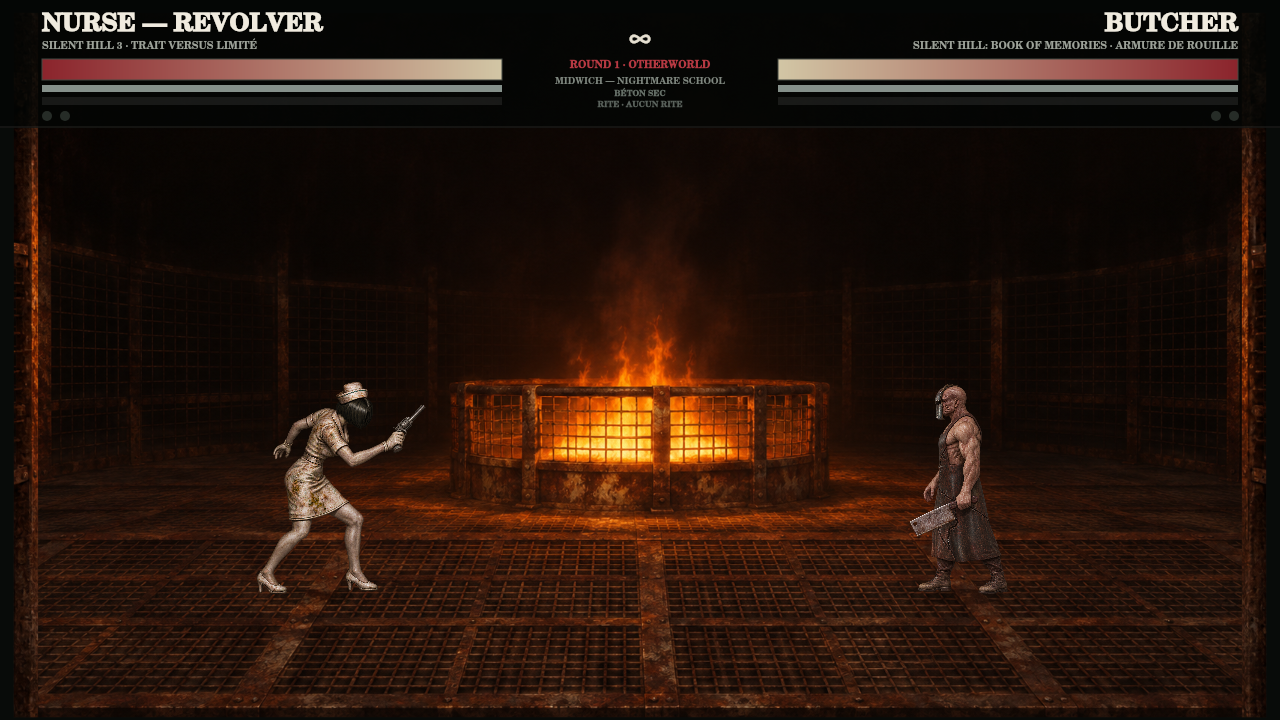 NURSE — REVOLVER
SILENT HILL 3 · TRAIT VERSUS LIMITÉ
∞
ROUND 1 · OTHERWORLD
MIDWICH — NIGHTMARE SCHOOL
BÉTON SEC
RITE · AUCUN RITE
BUTCHER
SILENT HILL: BOOK OF MEMORIES · ARMURE DE ROUILLE